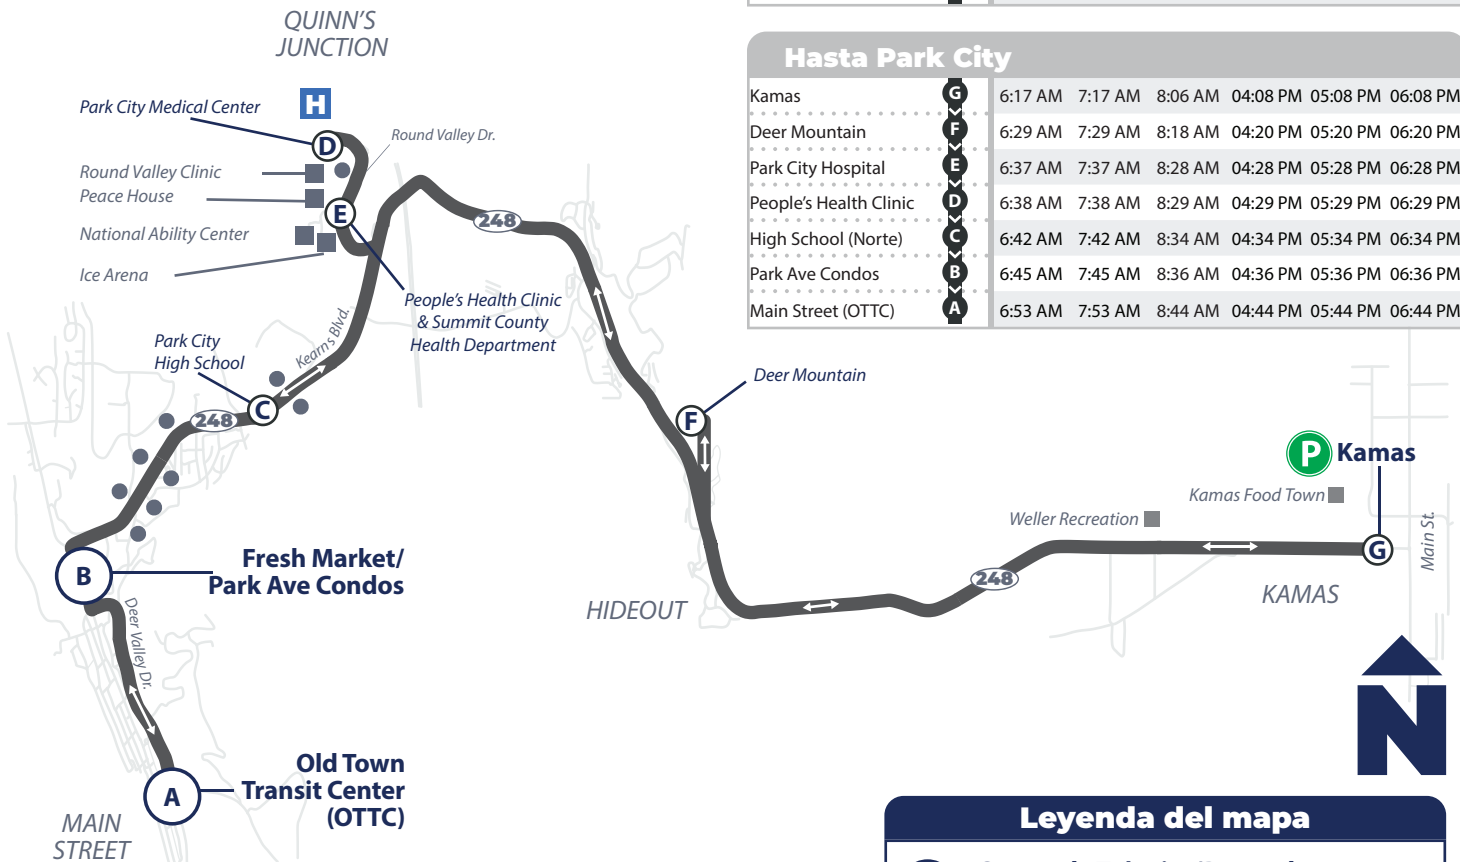 QUINN'S
JUNCTION
Park City Medical Center
H
D
Round Valley Dr.
Round Valley Clinic
Peace House
E
National Ability Center
Ice Arena
248
People's Health Clinic
& Summit County
Health Department
Kearn's Blvd.
Park City
High School
C
248
B
Fresh Market/
Park Ave Condos
Deer Valley Dr.
Old Town
Transit Center
(OTTC)
A
MAIN
STREET
Hasta Park City
Kamas G 6:17 AM 7:17 AM 8:06 AM 04:08 PM 05:08 PM 06:08 PM
Deer Mountain F 6:29 AM 7:29 AM 8:18 AM 04:20 PM 05:20 PM 06:20 PM
Park City Hospital E 6:37 AM 7:37 AM 8:28 AM 04:28 PM 05:28 PM 06:28 PM
People's Health Clinic D 6:38 AM 7:38 AM 8:29 AM 04:29 PM 05:29 PM 06:29 PM
High School (Norte) C 6:42 AM 7:42 AM 8:34 AM 04:34 PM 05:34 PM 06:34 PM
Park Ave Condos B 6:45 AM 7:45 AM 8:36 AM 04:36 PM 05:36 PM 06:36 PM
Main Street (OTTC) A 6:53 AM 7:53 AM 8:44 AM 04:44 PM 05:44 PM 06:44 PM
Deer Mountain
F
P Kamas
Kamas Food Town
Weller Recreation
Main St.
G
248
KAMAS
HIDEOUT
N
Leyenda del mapa